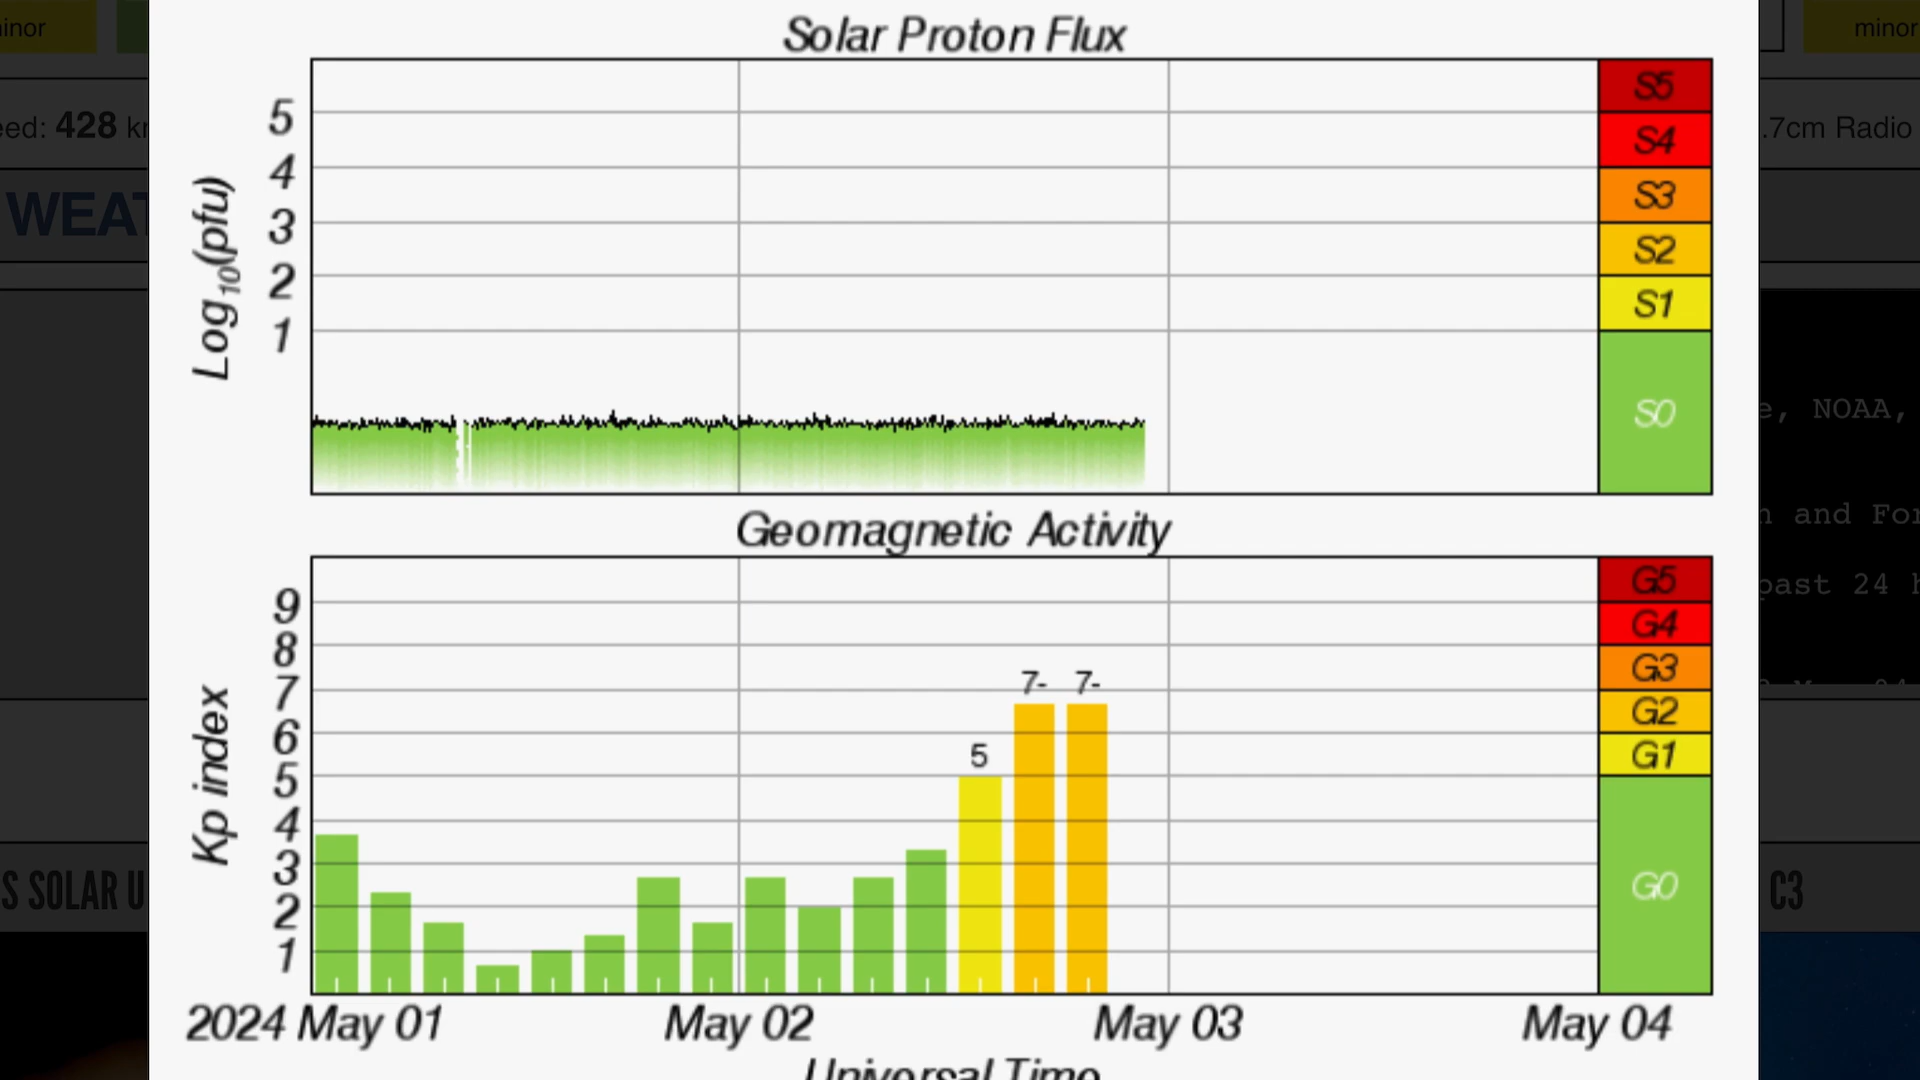 Solar Proton Flux
Log10(pfu)
5
4
3
2
1
S5
S4
S3
S2
S1
S0
Geomagnetic Activity
Kp index
9
8
7
6
5
4
3
2
1
5
7-
7-
G5
G4
G3
G2
G1
G0
2024 May 01
May 02
May 03
May 04
Universal Time
inor
eed: 428 k
WEAT
S SOLAR U
minor
.7cm Radio
e, NOAA,
n and For
past 24 h
C3